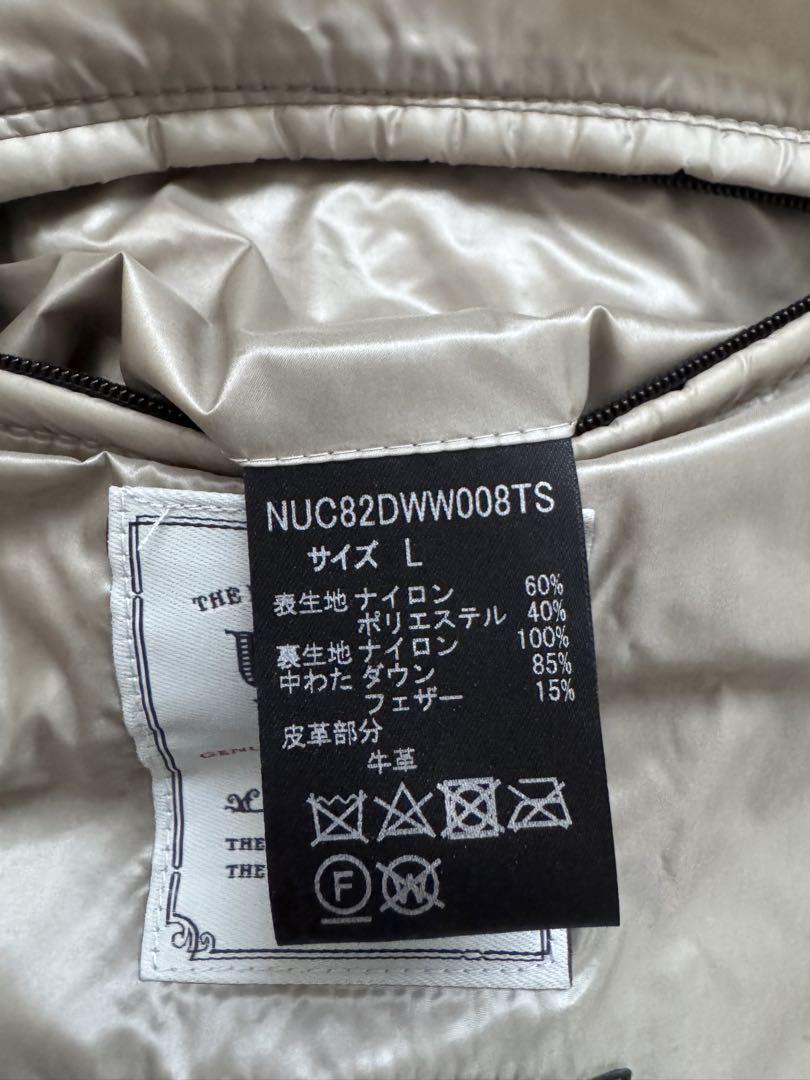 NUC82DWW008TS
サイズ L
表生地 ナイロン 60%
ポリエステル 40%
裏生地 ナイロン 100%
中わた ダウン 85%
フェザー 15%
皮革部分
牛革
F
W
THE
THE
THE